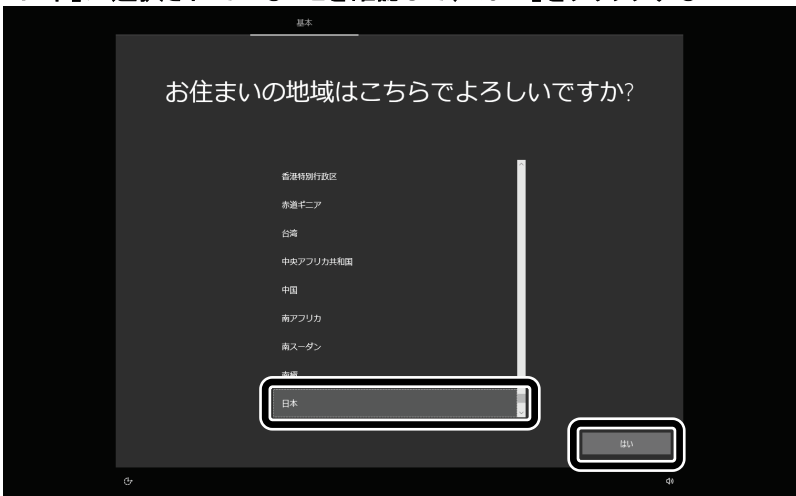 基本
お住まいの地域はこちらでよろしいですか?
香港特別行政区
赤道ギニア
台湾
中央アフリカ共和国
中国
南アフリカ
南スーダン
南極
日本
はい